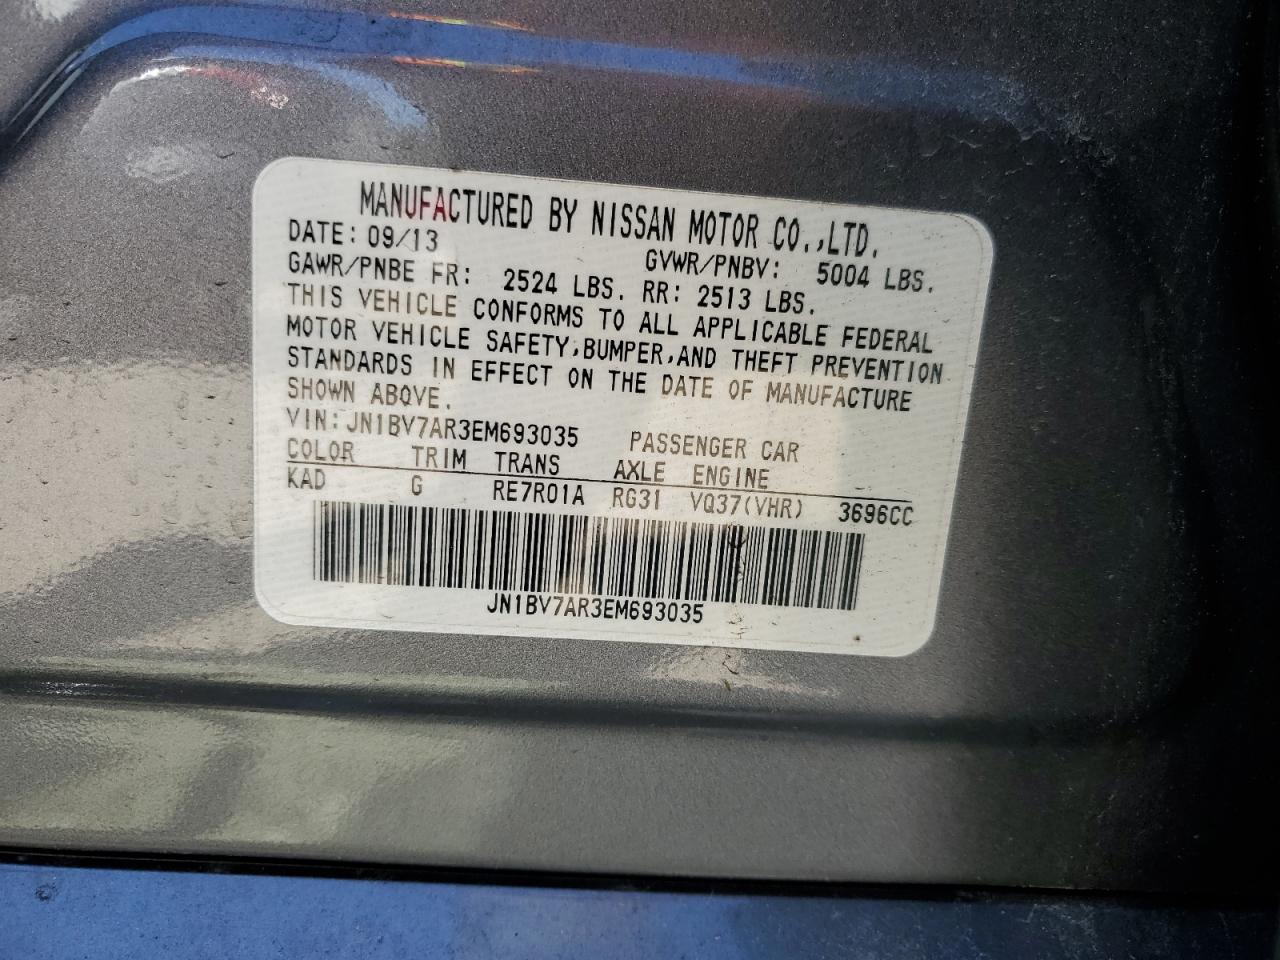 MANUFACTURED BY NISSAN MOTOR CO.,LTD.
DATE: 09/13 GVWR/PNBV: 5004 LBS.
GAWR/PNBE FR: 2524 LBS. RR: 2513 LBS.
THIS VEHICLE CONFORMS TO ALL APPLICABLE FEDERAL
MOTOR VEHICLE SAFETY,BUMPER,AND THEFT PREVENTION
STANDARDS IN EFFECT ON THE DATE OF MANUFACTURE
SHOWN ABOVE.
VIN: JN1BV7AR3EM693035 PASSENGER CAR
COLOR TRIM TRANS AXLE ENGINE
KAD G RE7R01A RG31 VQ37(VHR) 3696CC
JN1BV7AR3EM693035